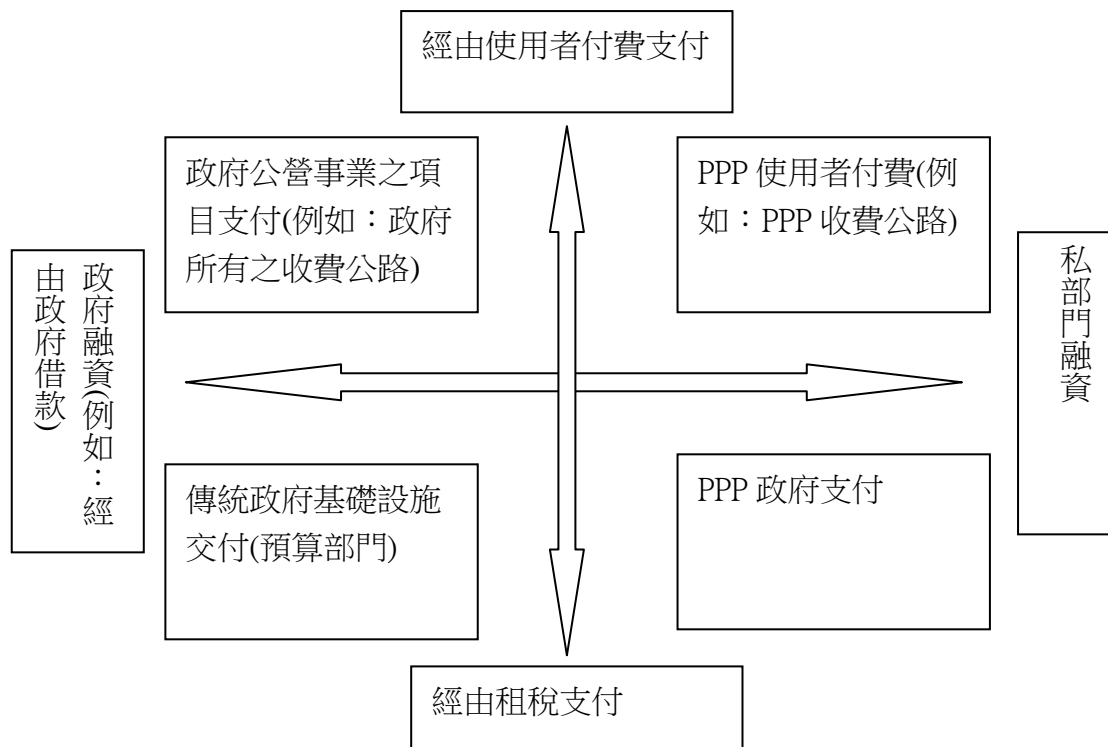 經由使用者付費支付
政府公營事業之項
目支付(例如：政府
所有之收費公路)
PPP 使用者付費(例
如：PPP 收費公路)
政府融資(例如：經
由政府借款)
私部門融資
傳統政府基礎設施
交付(預算部門)
PPP 政府支付
經由租稅支付